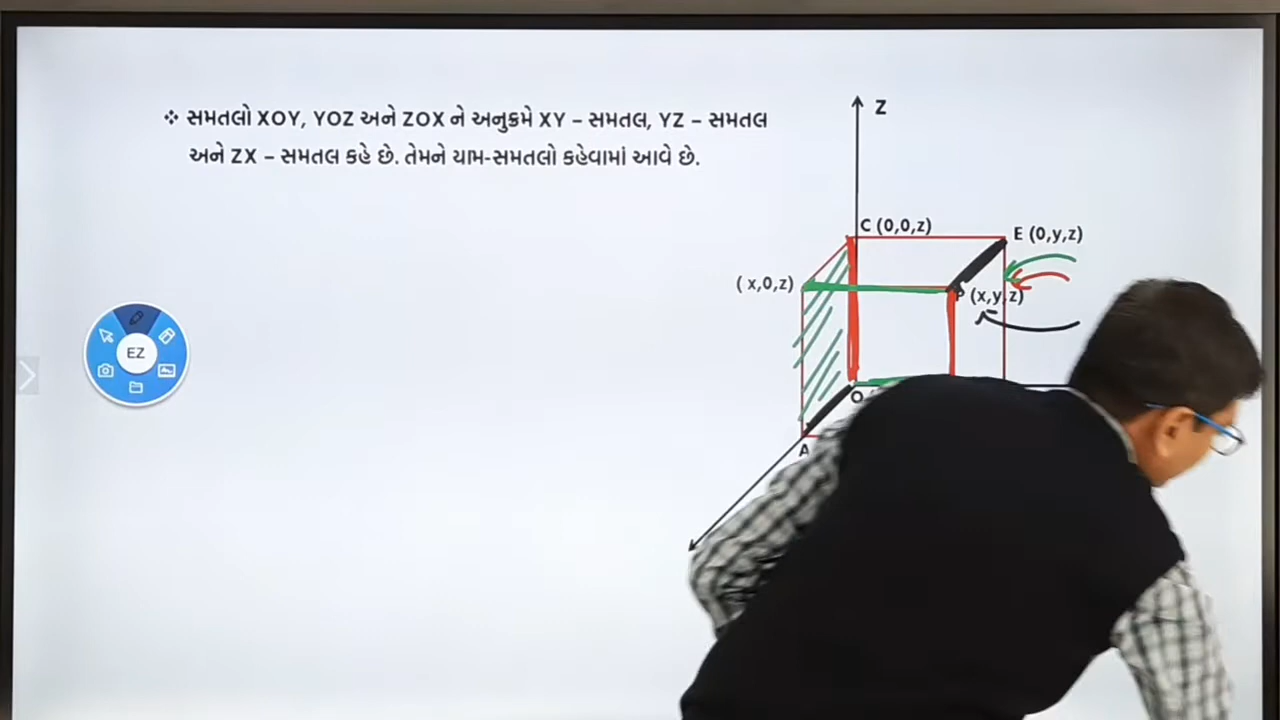 ❖ સમતલો XOY, YOZ અને ZOX ને અનુક્રમે XY – સમતલ, YZ – સમતલ
અને ZX – સમતલ કહે છે. તેમને યામ-સમતલો કહેવામાં આવે છે.
Z
C (0,0,z)
E (0,y,z)
( x,0,z)
P (x,y,z)
EZ
O
A